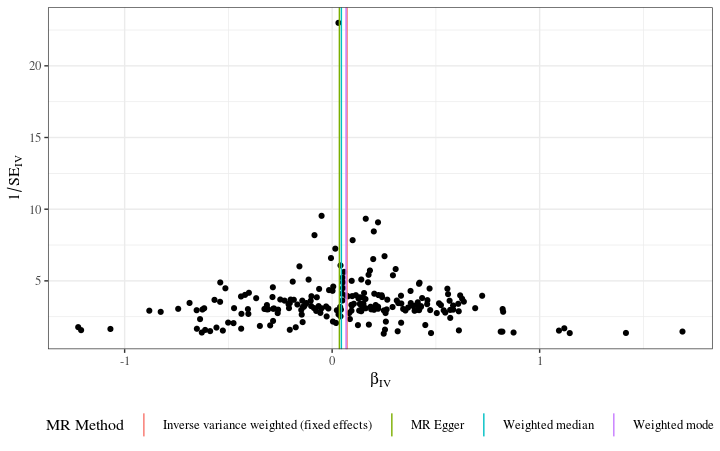 20
15
10
5
1/SE_IV
-1
0
1
β_IV
MR Method
Inverse variance weighted (fixed effects)
MR Egger
Weighted median
Weighted mode